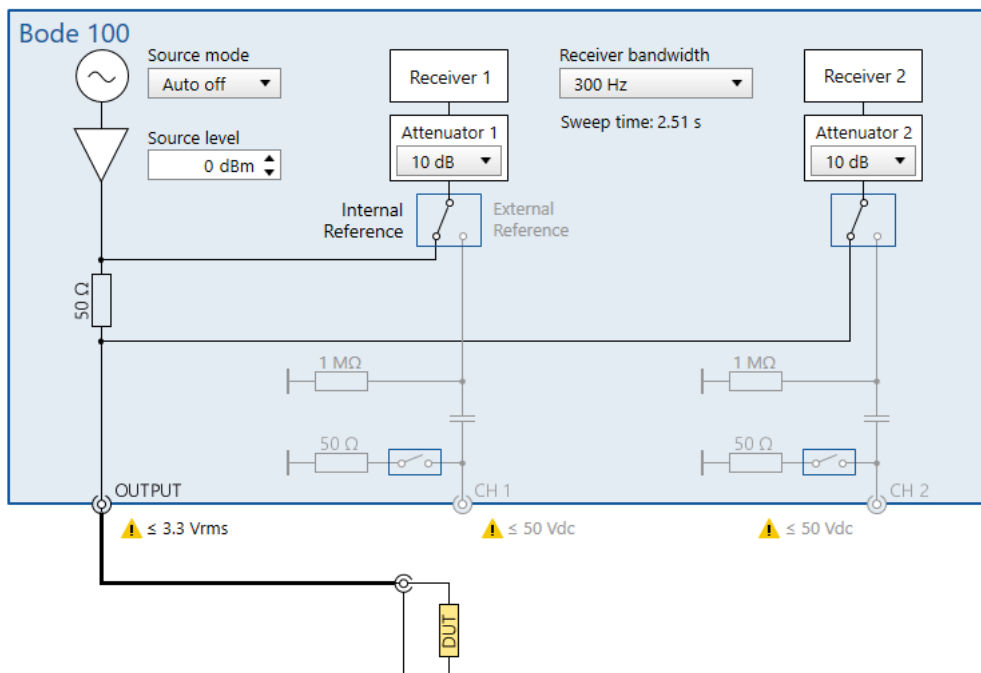 Bode 100
Source mode
Auto off
Source level
0 dBm
Receiver 1
Attenuator 1
10 dB
Receiver bandwidth
300 Hz
Sweep time: 2.51 s
Receiver 2
Attenuator 2
10 dB
Internal
Reference
External
Reference
50 Ω
1 MΩ
1 MΩ
50 Ω
50 Ω
OUTPUT
CH 1
CH 2
≤ 3.3 Vrms
≤ 50 Vdc
≤ 50 Vdc
DUT